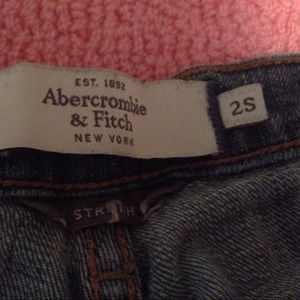 EST. 1892
Abercrombie
& Fitch
NEW YORK
2S